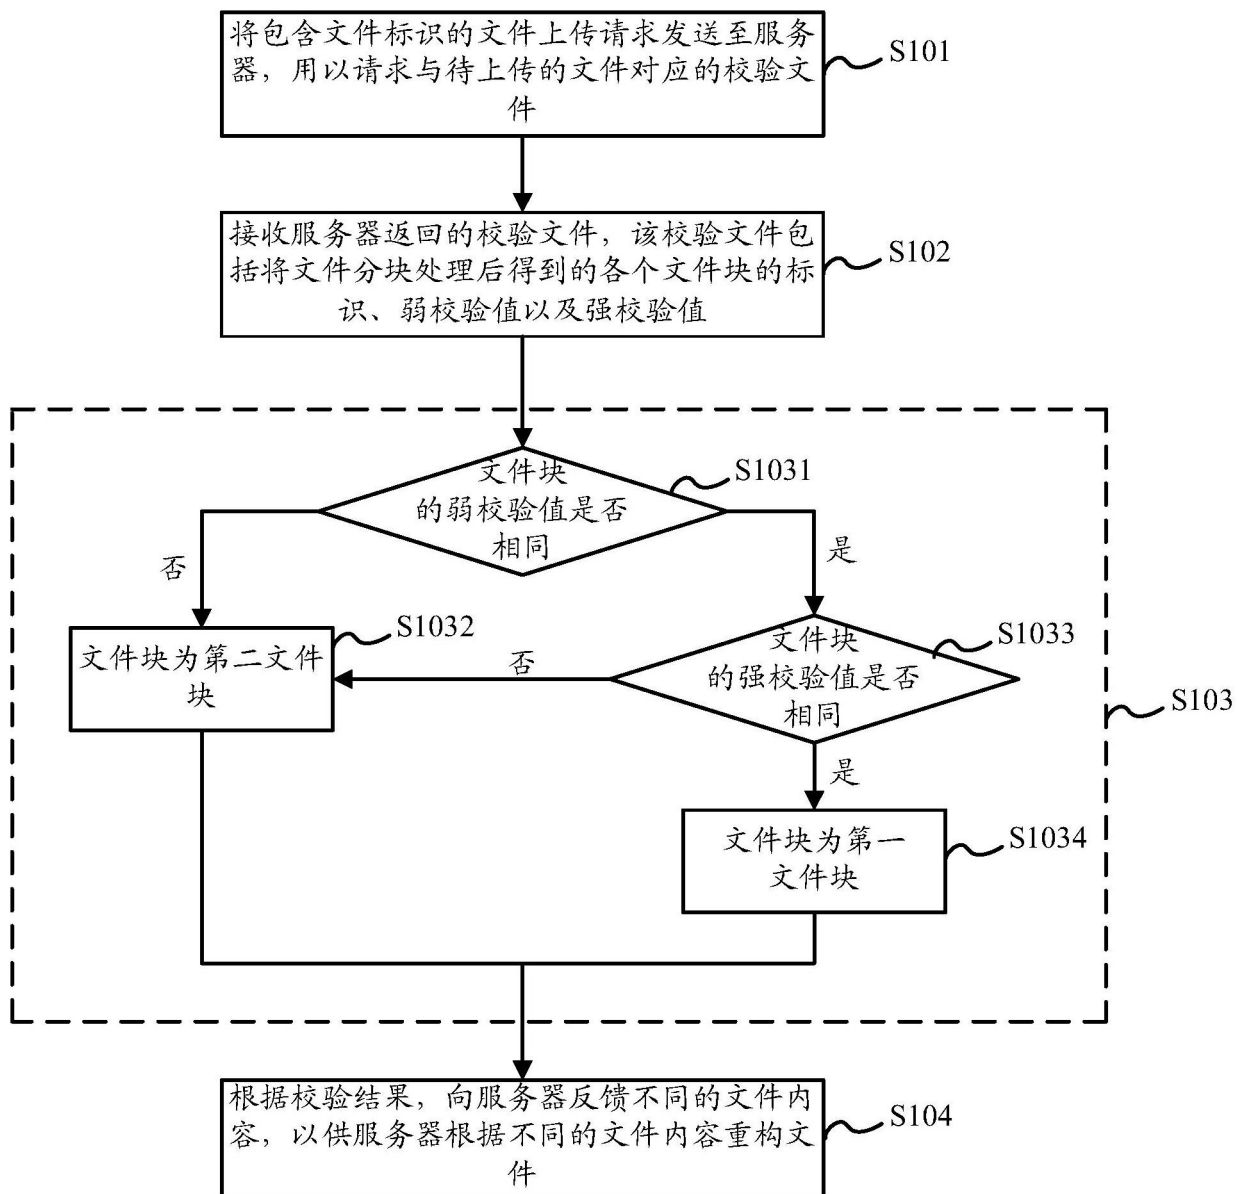 将包含文件标识的文件上传请求发送至服务
器，用以请求与待上传的文件对应的校验文
件
S101
接收服务器返回的校验文件，该校验文件包
括将文件分块处理后得到的各个文件块的标
识、弱校验值以及强校验值
S102
文件块
的弱校验值是否
相同
S1031
否
是
文件块为第二文件
块
S1032
否
文件块
的强校验值是否
相同
S1033
S103
是
文件块为第一
文件块
S1034
根据校验结果，向服务器反馈不同的文件内
容，以供服务器根据不同的文件内容重构文
件
S104